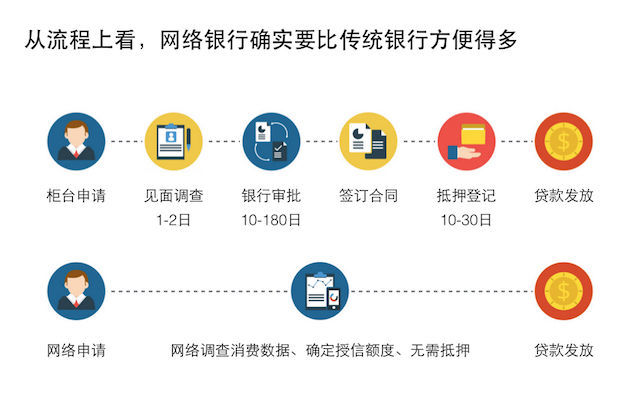 从流程上看，网络银行确实要比传统银行方便得多
柜台申请 见面调查 银行审批 签订合同 抵押登记 贷款发放
1-2日 10-180日 10-30日
网络申请 网络调查消费数据、确定授信额度、无需抵押 贷款发放